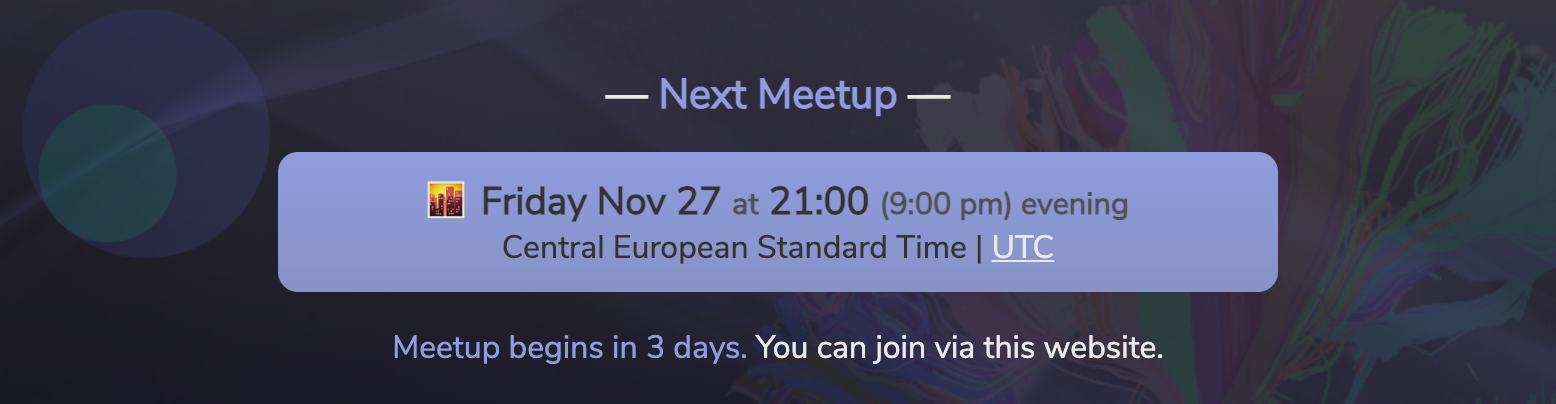 — Next Meetup —
🌇 Friday Nov 27 at 21:00 (9:00 pm) evening
Central European Standard Time | UTC
Meetup begins in 3 days. You can join via this website.